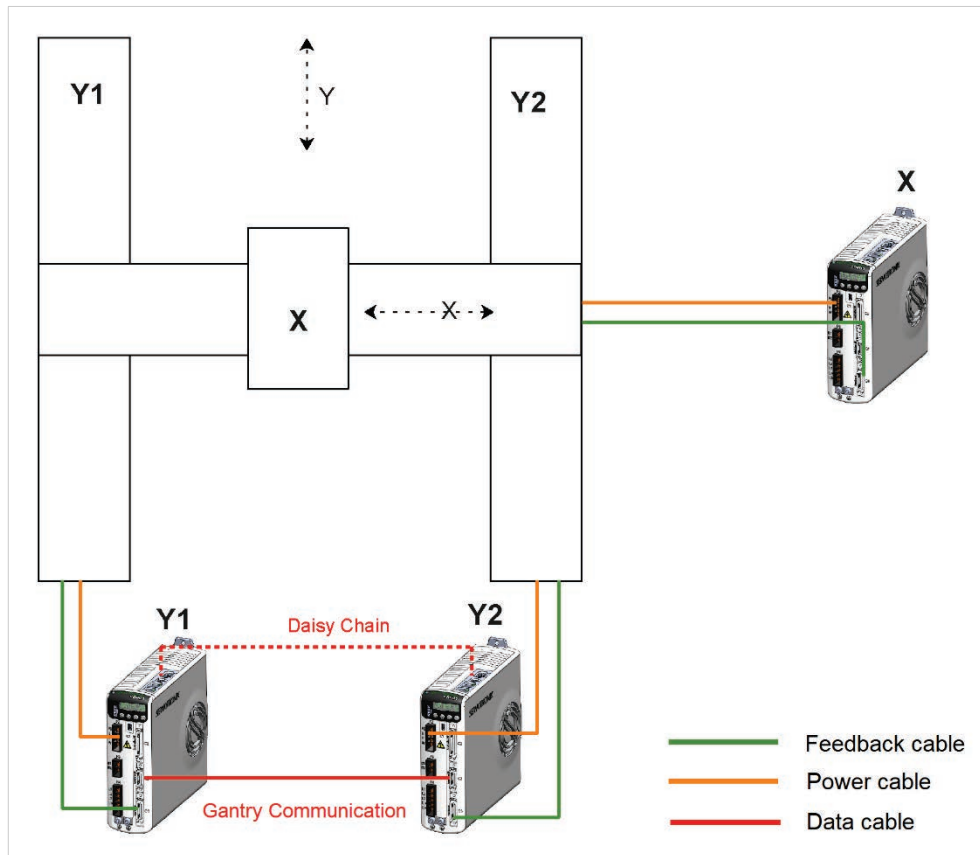 Y1
Y
Y2
X
X
X
Y1
Y2
Daisy Chain
Gantry Communication
Feedback cable
Power cable
Data cable